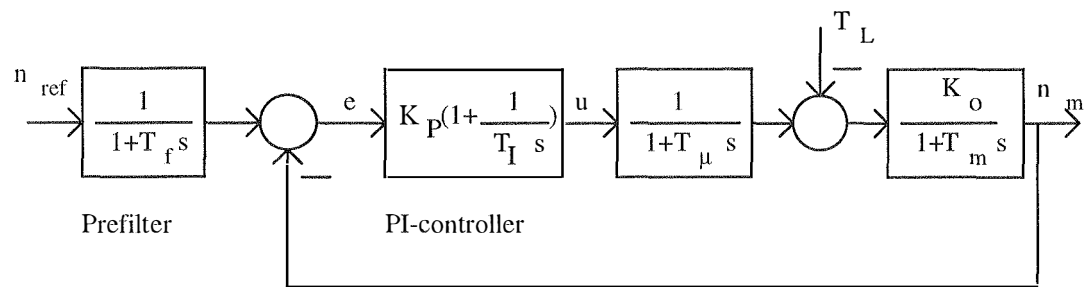 n ref
1
1+T f s
Prefilter
e
K P (1+ 1
T I s )
PI-controller
u
1
1+T μ s
T L
K o
1+T m s
n m